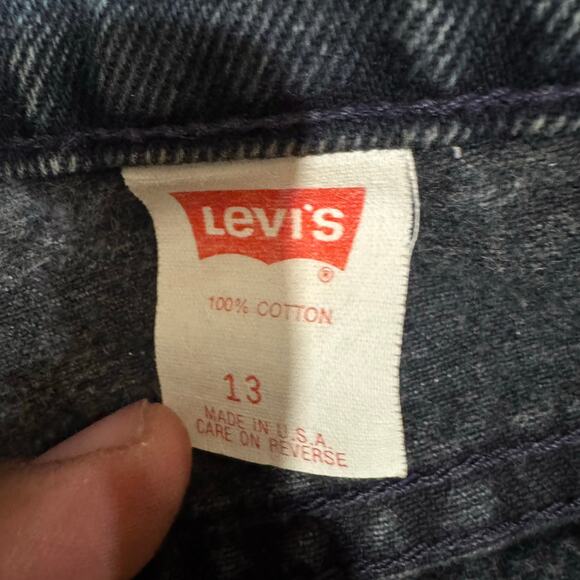 Levi's
®
100% COTTON
13
MADE IN U.S.A.
CARE ON REVERSE